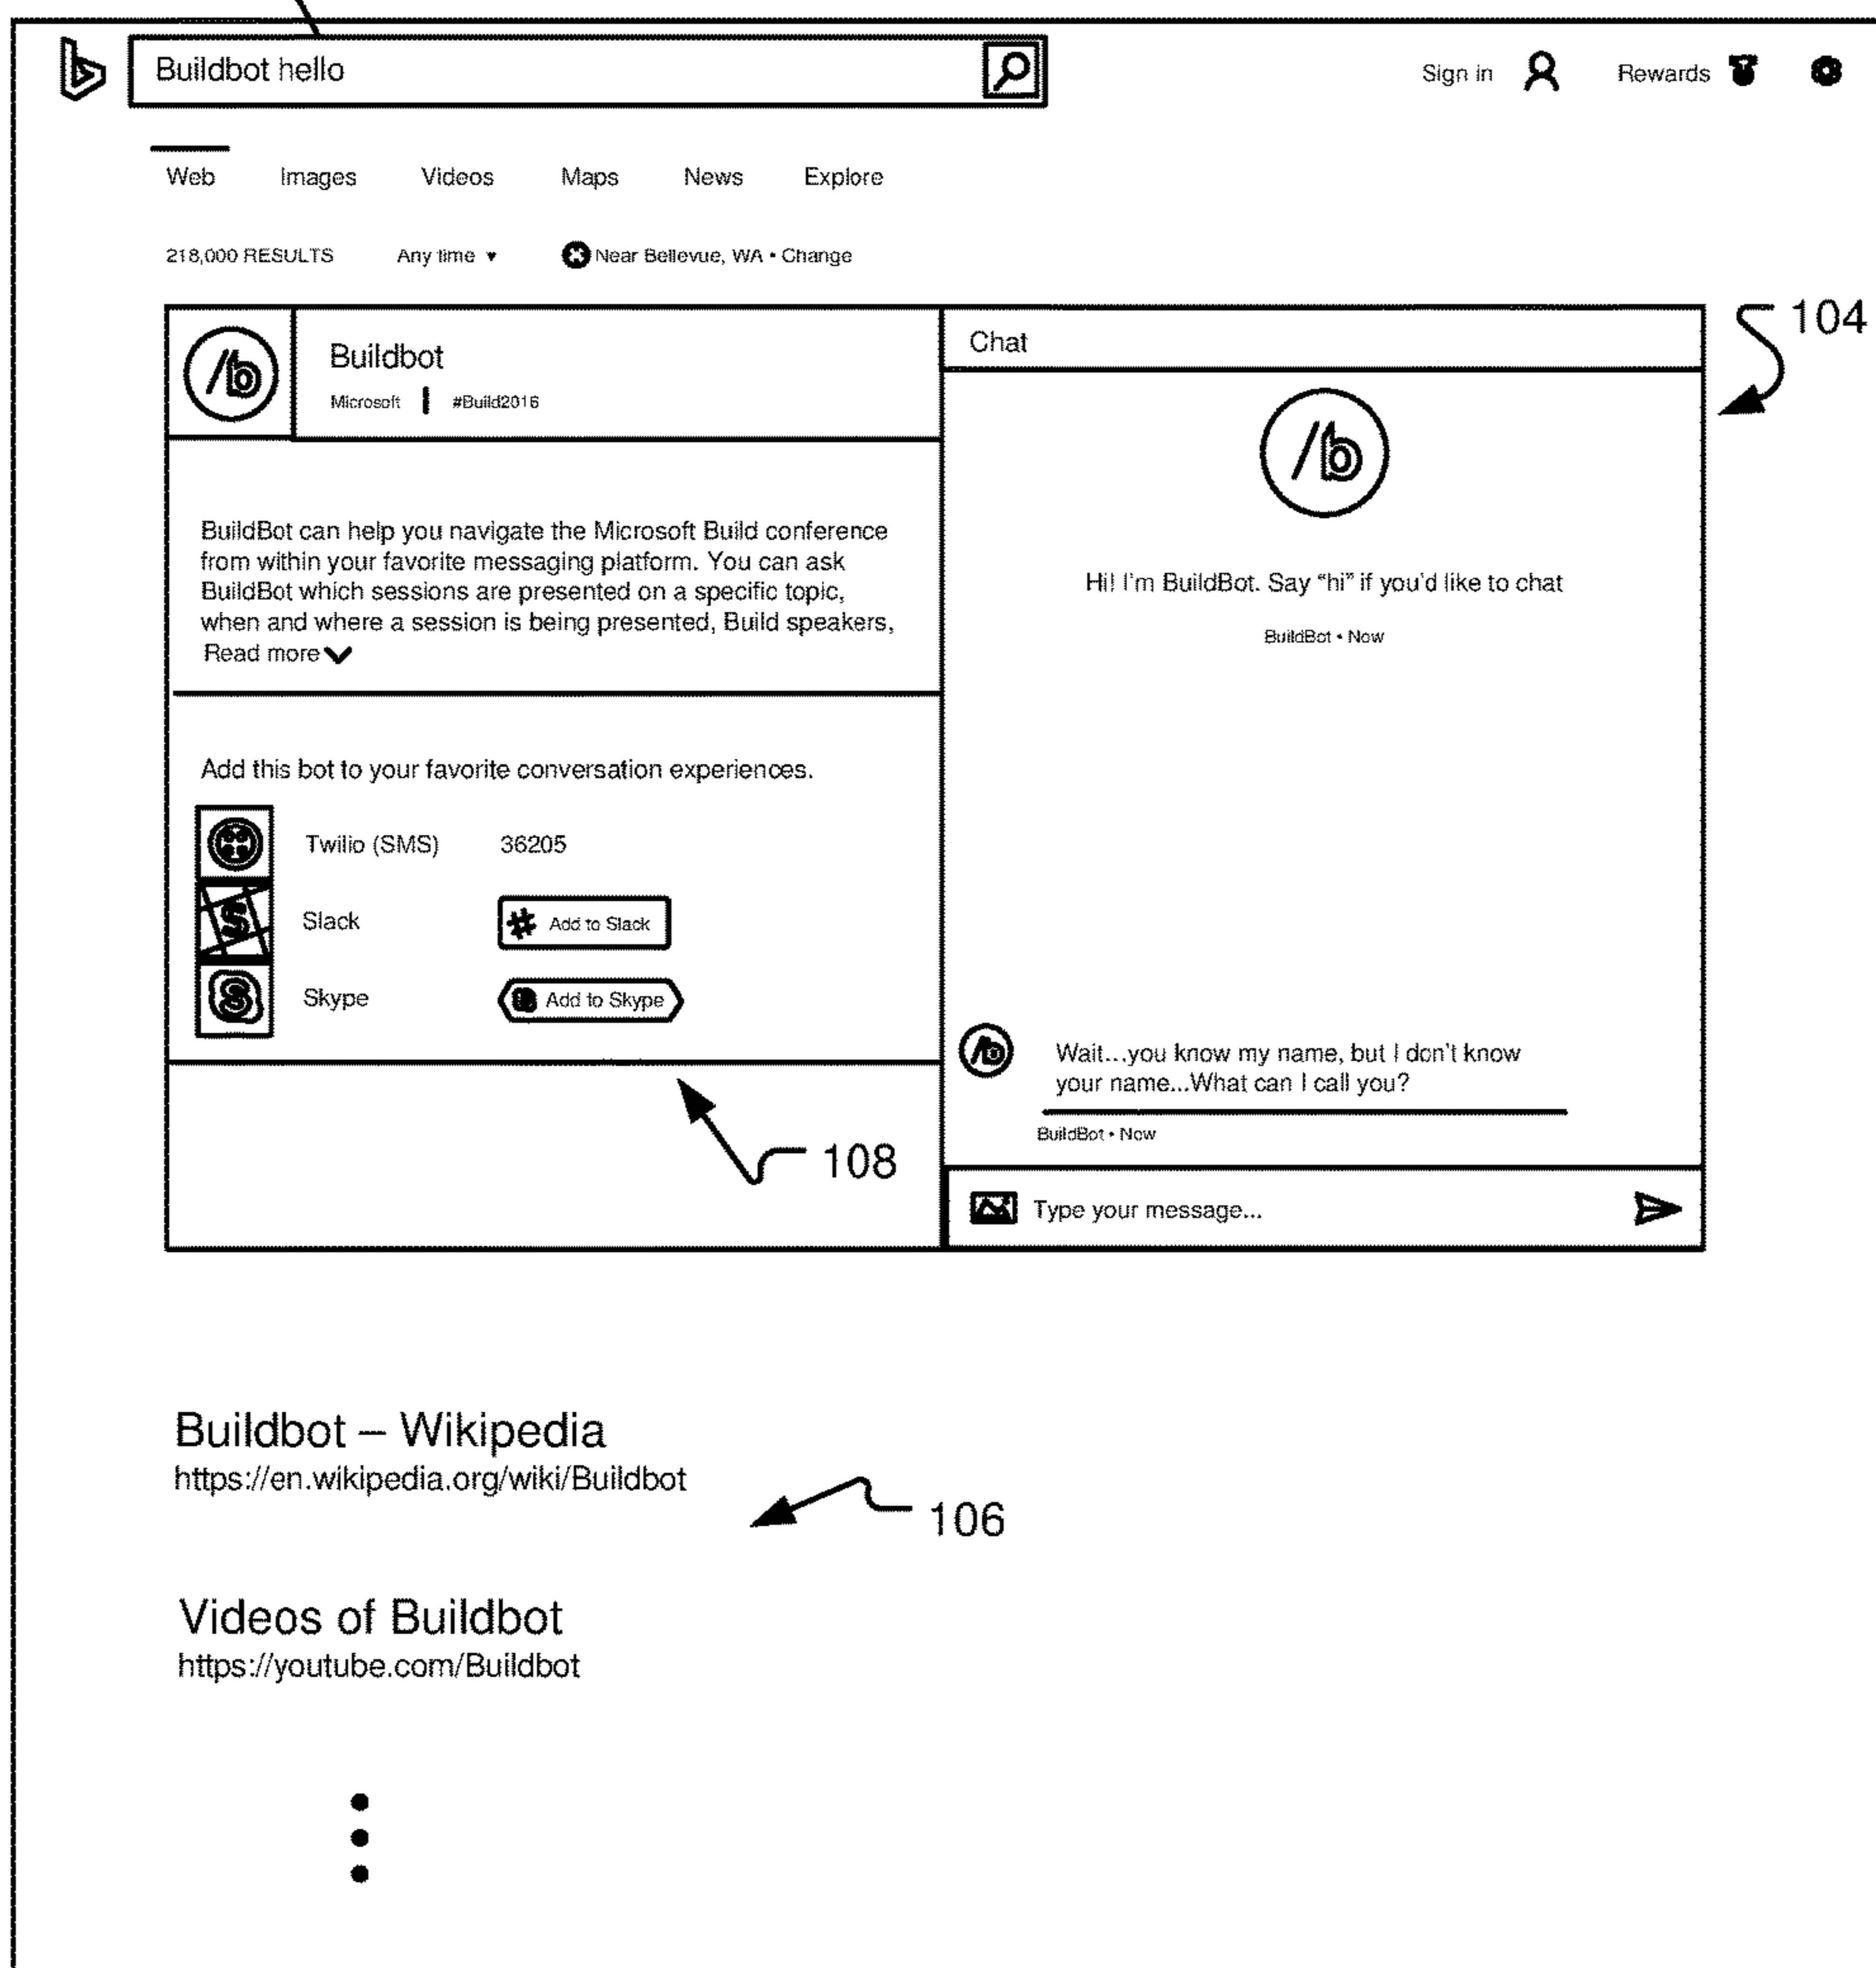 Buildbot hello
Sign in Rewards
Web Images Videos Maps News Explore
218,000 RESULTS Any time ▾ Near Bellevue, WA • Change
104
/b
Buildbot
Microsoft | #Build2016
BuildBot can help you navigate the Microsoft Build conference
from within your favorite messaging platform. You can ask
BuildBot which sessions are presented on a specific topic,
when and where a session is being presented, Build speakers,
Read more
Add this bot to your favorite conversation experiences.
Twilio (SMS) 36205
Slack Add to Slack
Skype Add to Skype
108
Chat
/b
Hi! I'm BuildBot. Say “hi” if you'd like to chat
BuildBot • Now
/b
Wait...you know my name, but I don't know
your name...What can I call you?
BuildBot • Now
Type your message...
Buildbot – Wikipedia
https://en.wikipedia.org/wiki/Buildbot
106
Videos of Buildbot
https://youtube.com/Buildbot